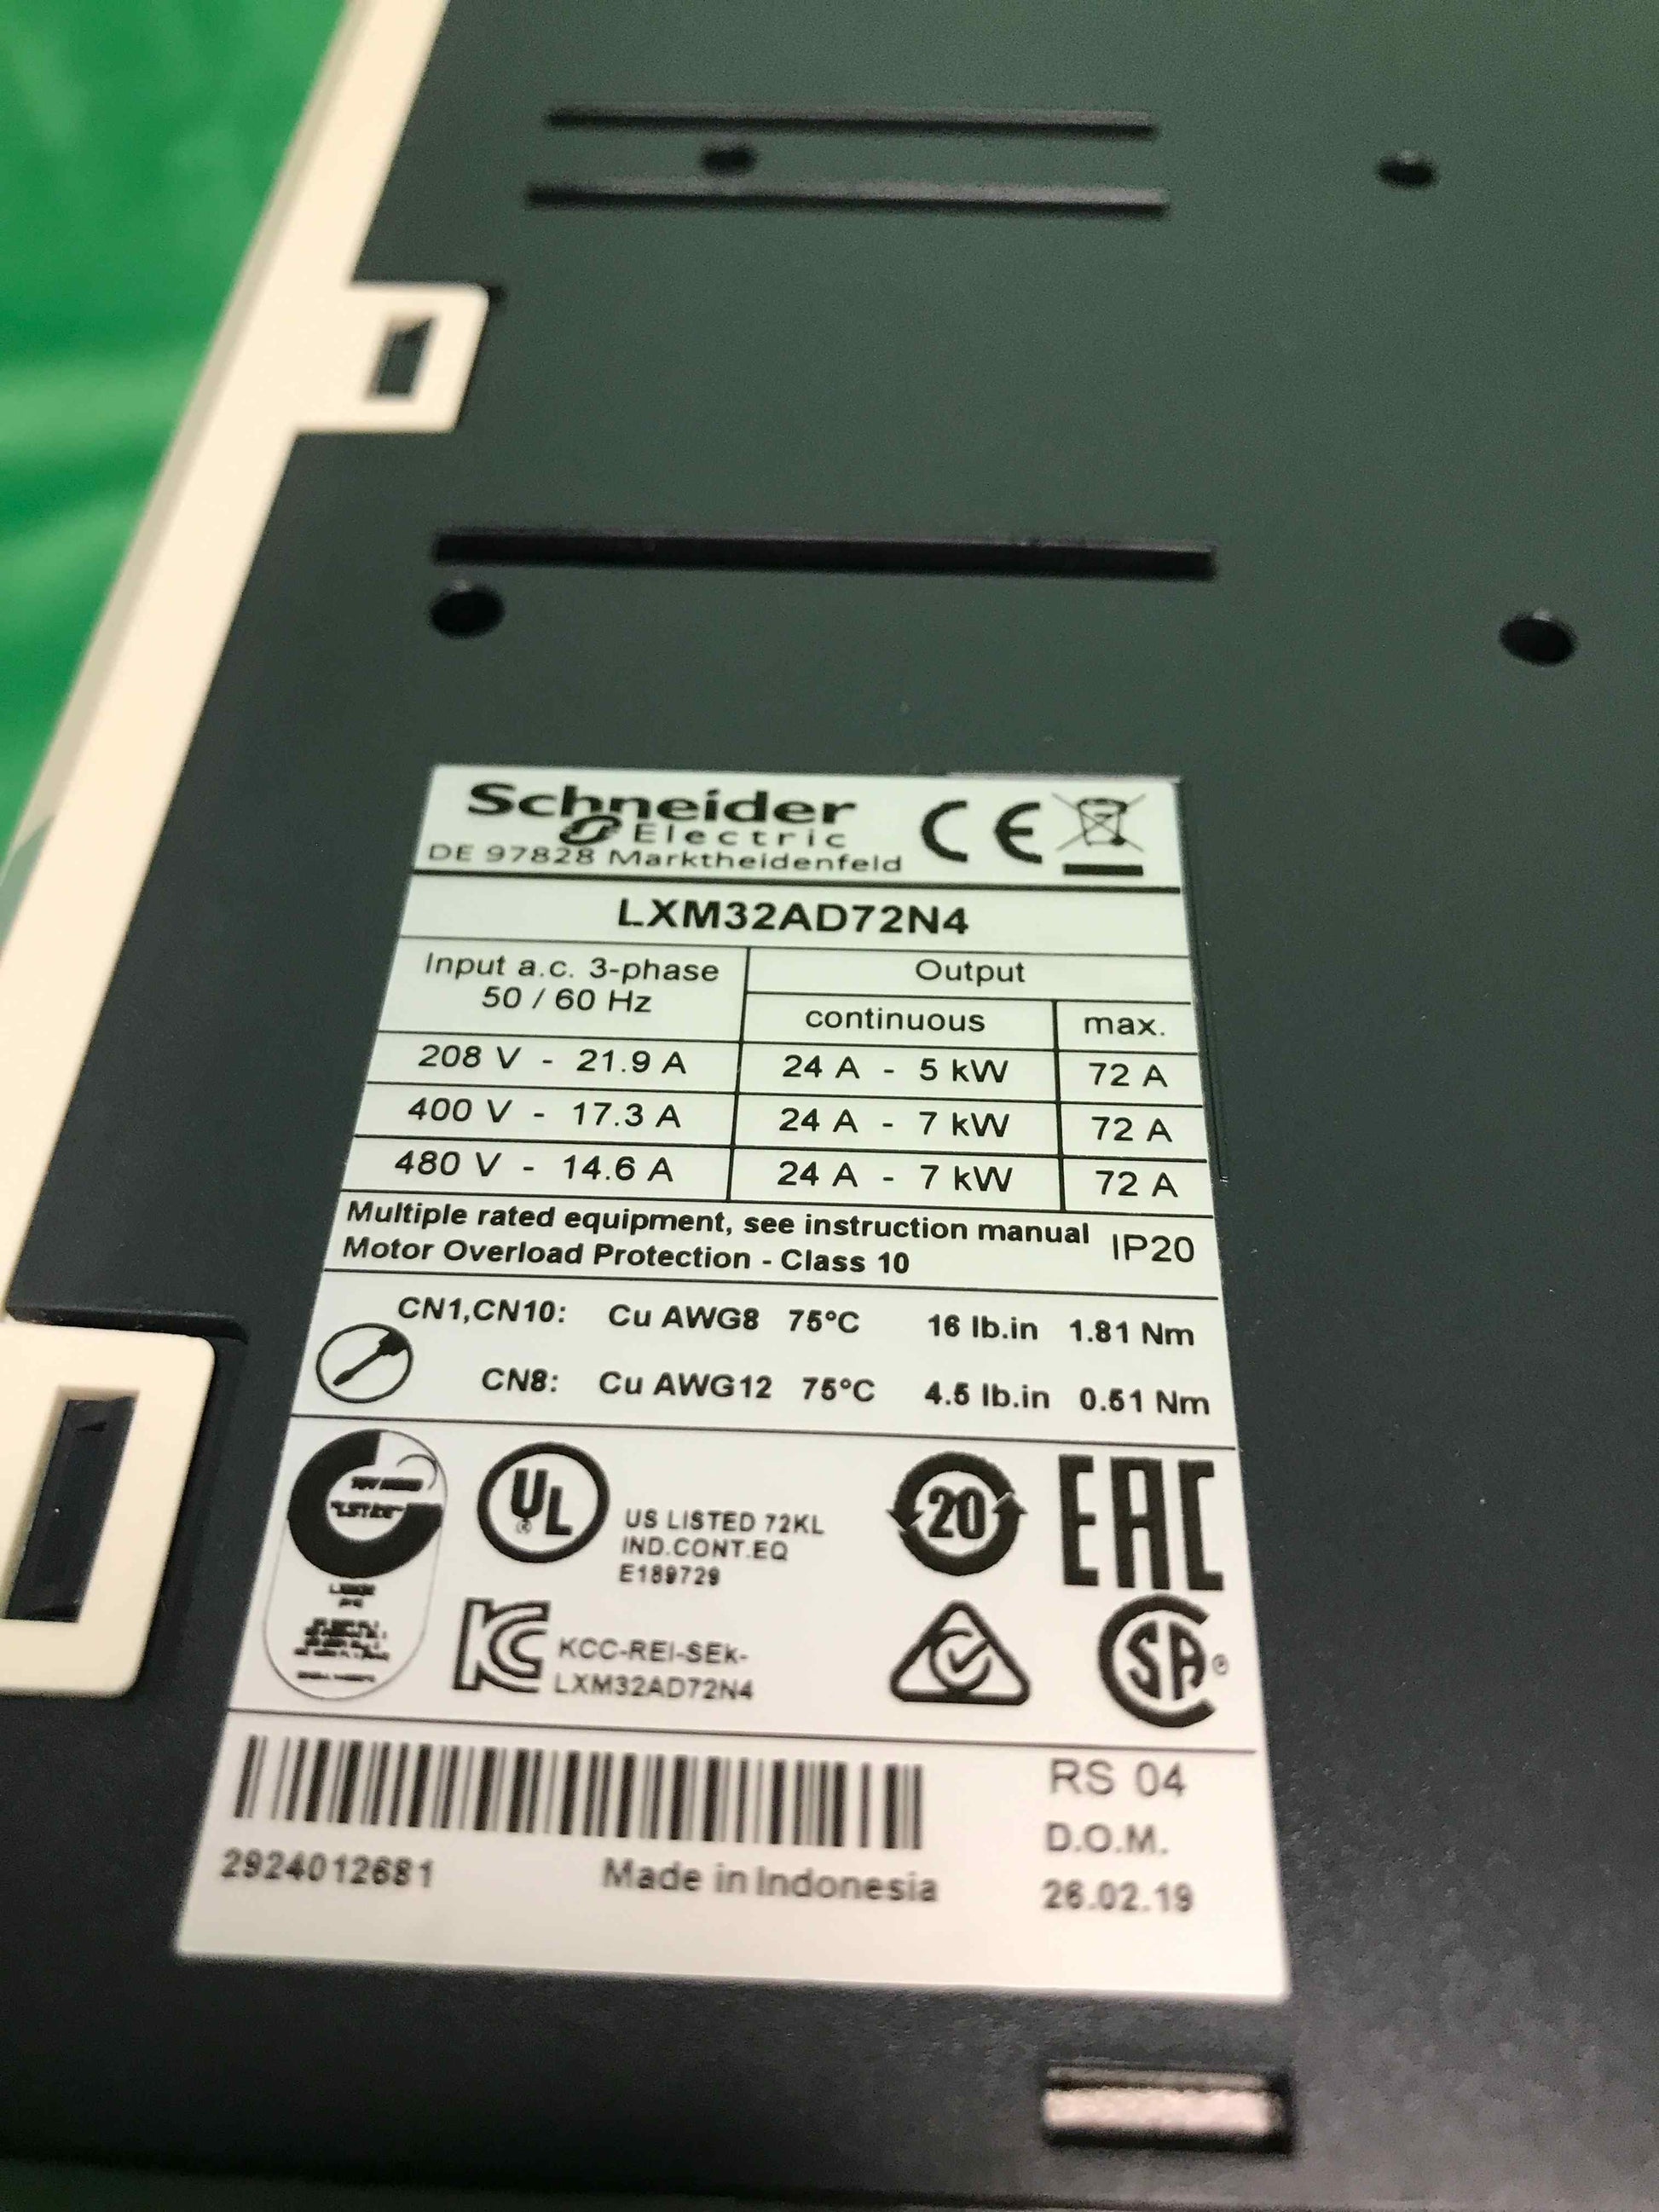 Schneider
Electric
DE 97828 Marktheidenfeld
CE
LXM32AD72N4
Input a.c. 3-phase
50 / 60 Hz
Output
continuous max.
208 V - 21.9 A 24 A - 5 kW 72 A
400 V - 17.3 A 24 A - 7 kW 72 A
480 V - 14.6 A 24 A - 7 kW 72 A
Multiple rated equipment, see instruction manual
Motor Overload Protection - Class 10
IP20
CN1,CN10: Cu AWG8 75°C 16 lb.in 1.81 Nm
CN8: Cu AWG12 75°C 4.5 lb.in 0.51 Nm
UL
®
US LISTED 72KL
IND.CONT.EQ
E189729
20
EAC
KC
KCC-REI-SEk-
LXM32AD72N4
SA®
RS 04
D.O.M.
26.02.19
2924012681 Made in Indonesia